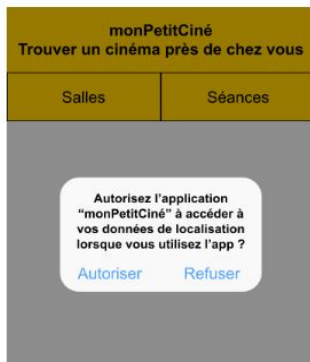 monPetitCiné
Trouver un cinéma près de chez vous
Salles
Séances
Autorisez l'application
“monPetitCiné” à accéder à
vos données de localisation
lorsque vous utilisez l'app ?
Autoriser
Refuser